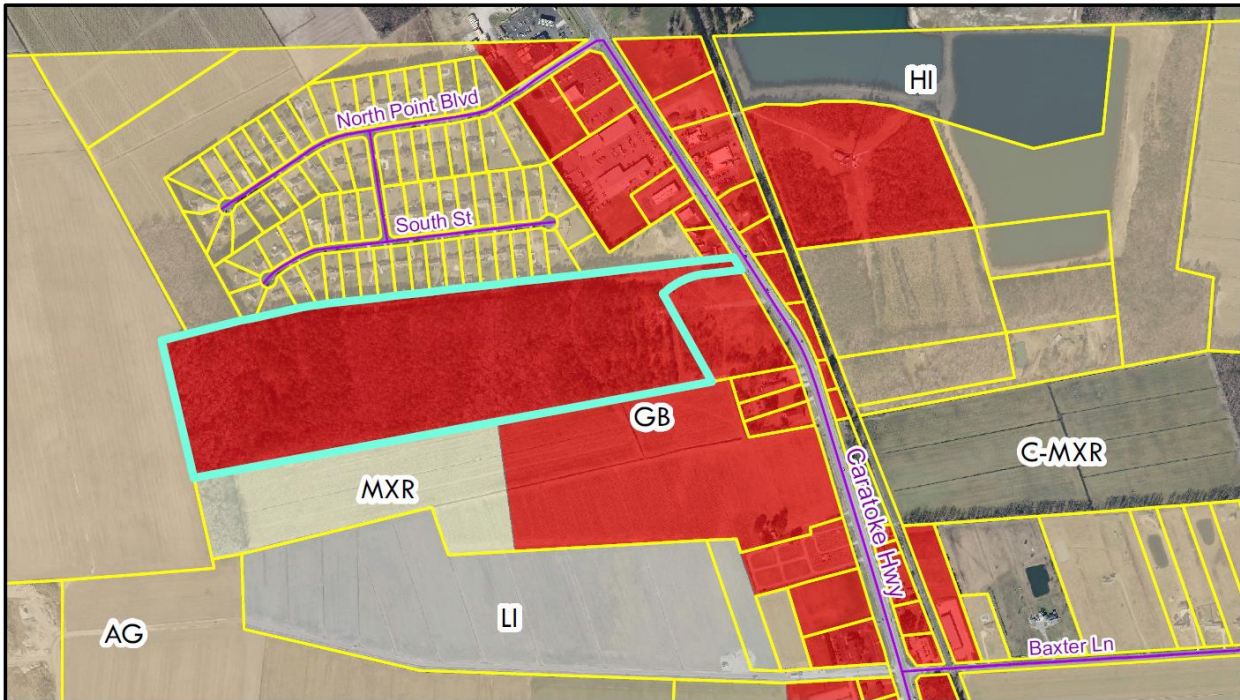 HI
North Point Blvd
South St
GB
C-MXR
MXR
Caratoke Hwy
LI
AG
Baxter Ln